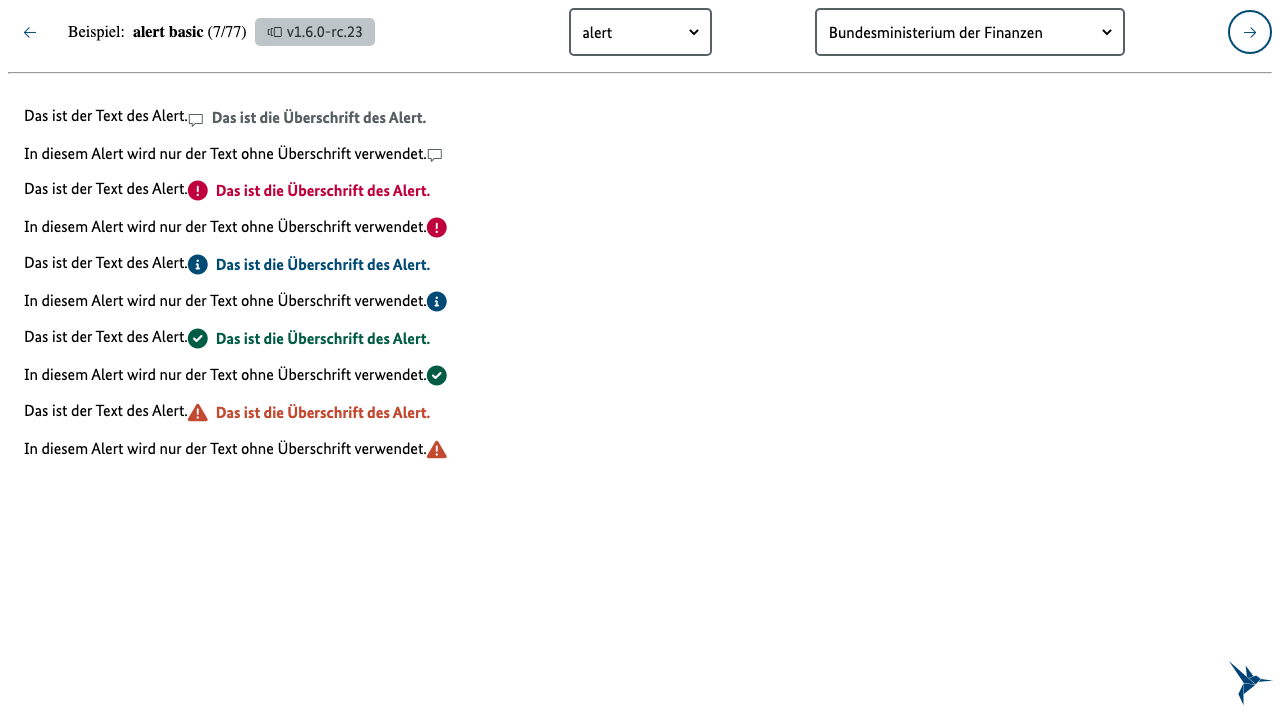 Beispiel: alert basic (7/77) v1.6.0-rc.23 alert Bundesministerium der Finanzen
Das ist der Text des Alert. Das ist die Überschrift des Alert.
In diesem Alert wird nur der Text ohne Überschrift verwendet.
Das ist der Text des Alert. Das ist die Überschrift des Alert.
In diesem Alert wird nur der Text ohne Überschrift verwendet.
Das ist der Text des Alert. Das ist die Überschrift des Alert.
In diesem Alert wird nur der Text ohne Überschrift verwendet.
Das ist der Text des Alert. Das ist die Überschrift des Alert.
In diesem Alert wird nur der Text ohne Überschrift verwendet.
Das ist der Text des Alert. Das ist die Überschrift des Alert.
In diesem Alert wird nur der Text ohne Überschrift verwendet.